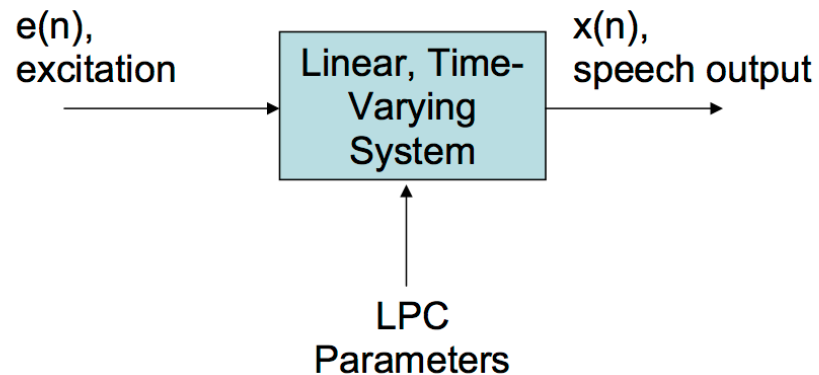 e(n),
excitation
Linear, Time-
Varying
System
x(n),
speech output
LPC
Parameters